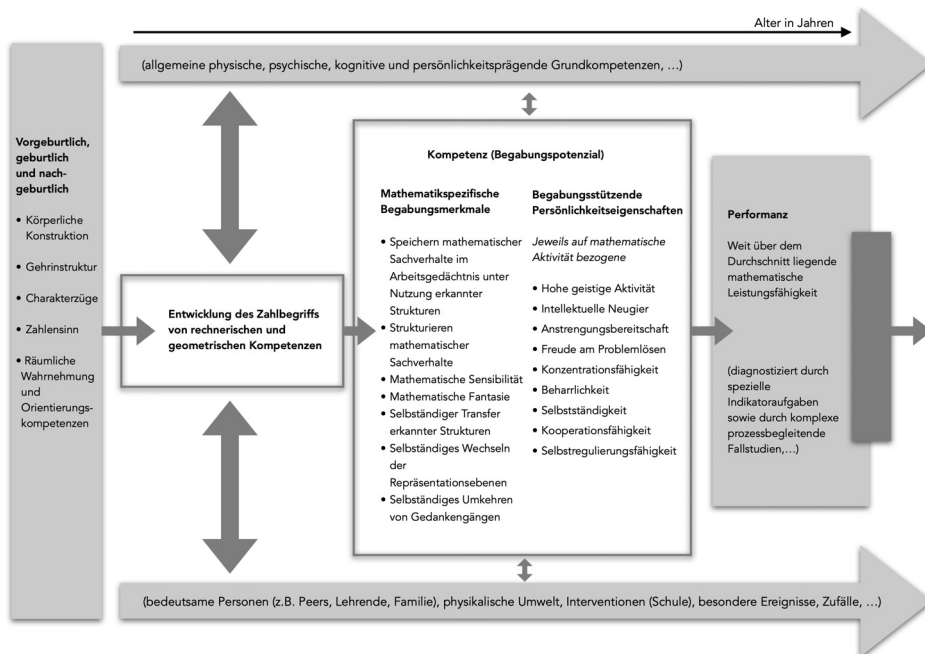 Alter in Jahren
(allgemeine physische, psychische, kognitive und persönlichkeitsprägende Grundkompetenzen, …)
Vorgeburtlich,
geburtlich
und nach-
geburtlich
• Körperliche
Konstruktion
• Gehrinstruktur
• Charakterzüge
• Zahlensinn
• Räumliche
Wahrnehmung
und
Orientierungs-
kompetenzen
Entwicklung des Zahlbegriffs
von rechnerischen und
geometrischen Kompetenzen
Kompetenz (Begabungspotenzial)
Mathematikspezifische
Begabungsmerkmale
• Speichern mathematischer
Sachverhalte im
Arbeitsgedächtnis unter
Nutzung erkannter
Strukturen
• Strukturieren
mathematischer
Sachverhalte
• Mathematische Sensibilität
• Mathematische Fantasie
• Selbständiger Transfer
erkannter Strukturen
• Selbständiges Wechseln
der
Repräsentationsebenen
• Selbständiges Umkehren
von Gedankengängen
Begabungsstützende
Persönlichkeitseigenschaften
Jeweils auf mathematische
Aktivität bezogene
• Hohe geistige Aktivität
• Intellektuelle Neugier
• Anstrengungsbereitschaft
• Freude am Problemlösen
• Konzentrationsfähigkeit
• Beharrlichkeit
• Selbstständigkeit
• Kooperationsfähigkeit
• Selbstregulierungsfähigkeit
Performanz
Weit über dem
Durchschnitt liegende
mathematische
Leistungsfähigkeit
(diagnostiziert durch
spezielle
Indikatoraufgaben
sowie durch komplexe
prozessbegleitende
Fallstudien,…)
(bedeutsame Personen (z.B. Peers, Lehrende, Familie), physikalische Umwelt, Interventionen (Schule), besondere Ereignisse, Zufälle, …)